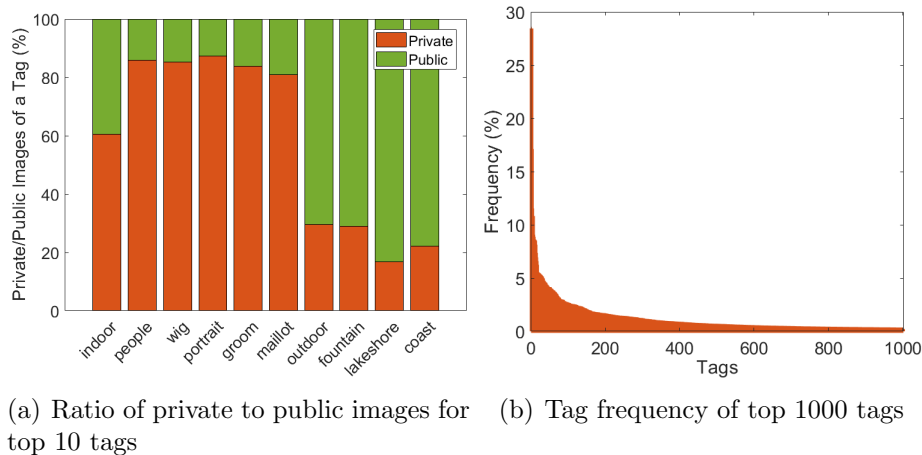 Private/Public Images of a Tag (%)
100
80
60
40
20
0
Private
Public
indoor
people
wig
portrait
groom
maillot
outdoor
fountain
lakeshore
coast
(a) Ratio of private to public images for
top 10 tags
Frequency (%)
30
25
20
15
10
5
0
0 200 400 600 800 1000
Tags
(b) Tag frequency of top 1000 tags